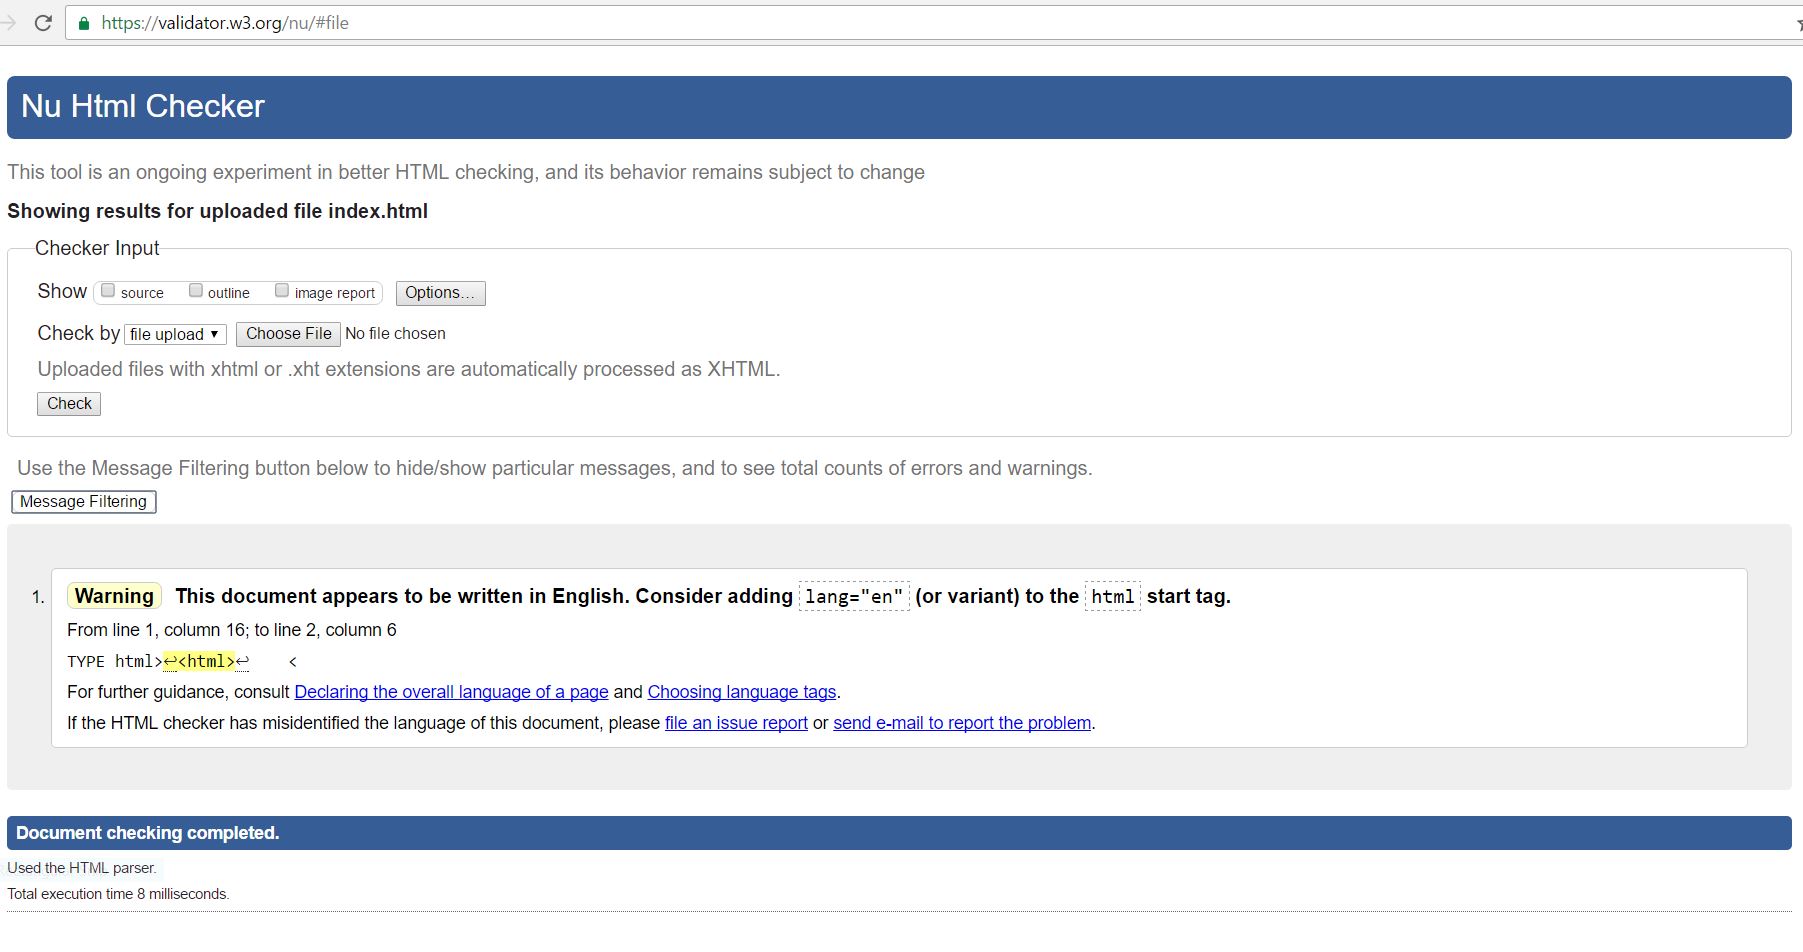 https://validator.w3.org/nu/#file
Nu Html Checker
This tool is an ongoing experiment in better HTML checking, and its behavior remains subject to change
Showing results for uploaded file index.html
Checker Input
Show source outline image report Options...
Check by file upload ▾ Choose File No file chosen
Uploaded files with xhtml or .xht extensions are automatically processed as XHTML.
Check
Use the Message Filtering button below to hide/show particular messages, and to see total counts of errors and warnings.
Message Filtering
1. Warning This document appears to be written in English. Consider adding lang="en" (or variant) to the html start tag.
From line 1, column 16; to line 2, column 6
TYPE html>↩<html>↩ <
For further guidance, consult Declaring the overall language of a page and Choosing language tags.
If the HTML checker has misidentified the language of this document, please file an issue report or send e-mail to report the problem.
Document checking completed.
Used the HTML parser.
Total execution time 8 milliseconds.